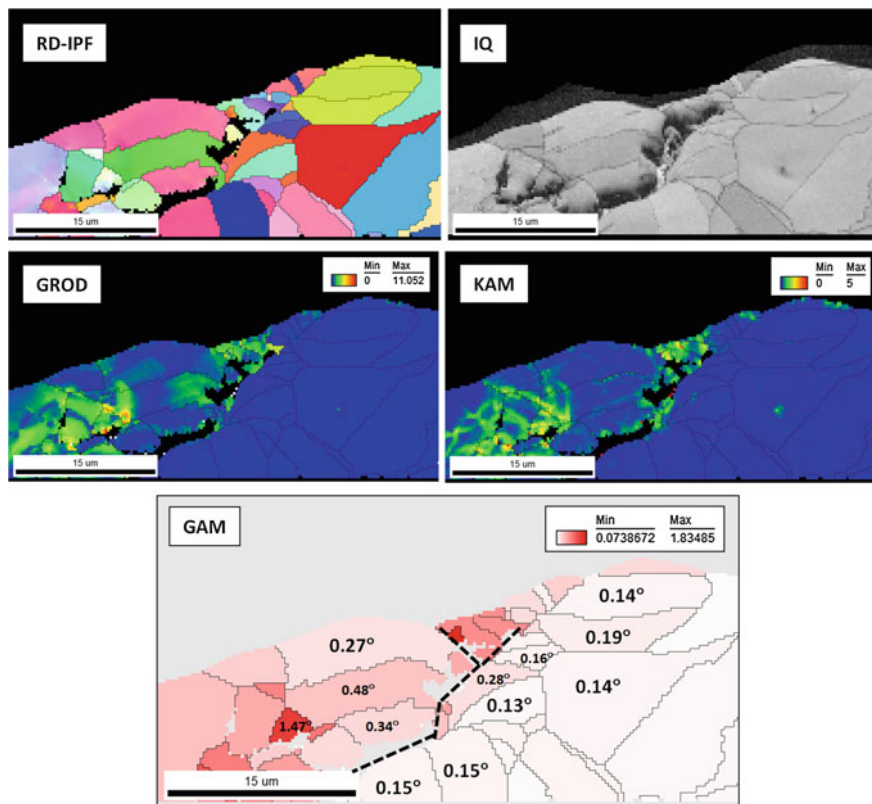 RD-IPF
15 um
IQ
15 um
GROD
Min Max
0 11.052
15 um
KAM
Min Max
0 5
15 um
GAM
Min Max
0.0738672 1.83485
0.14°
0.27°
0.19°
0.16°
0.48°
0.28°
0.14°
0.13°
1.47°
0.34°
0.15°
0.15°
15 um